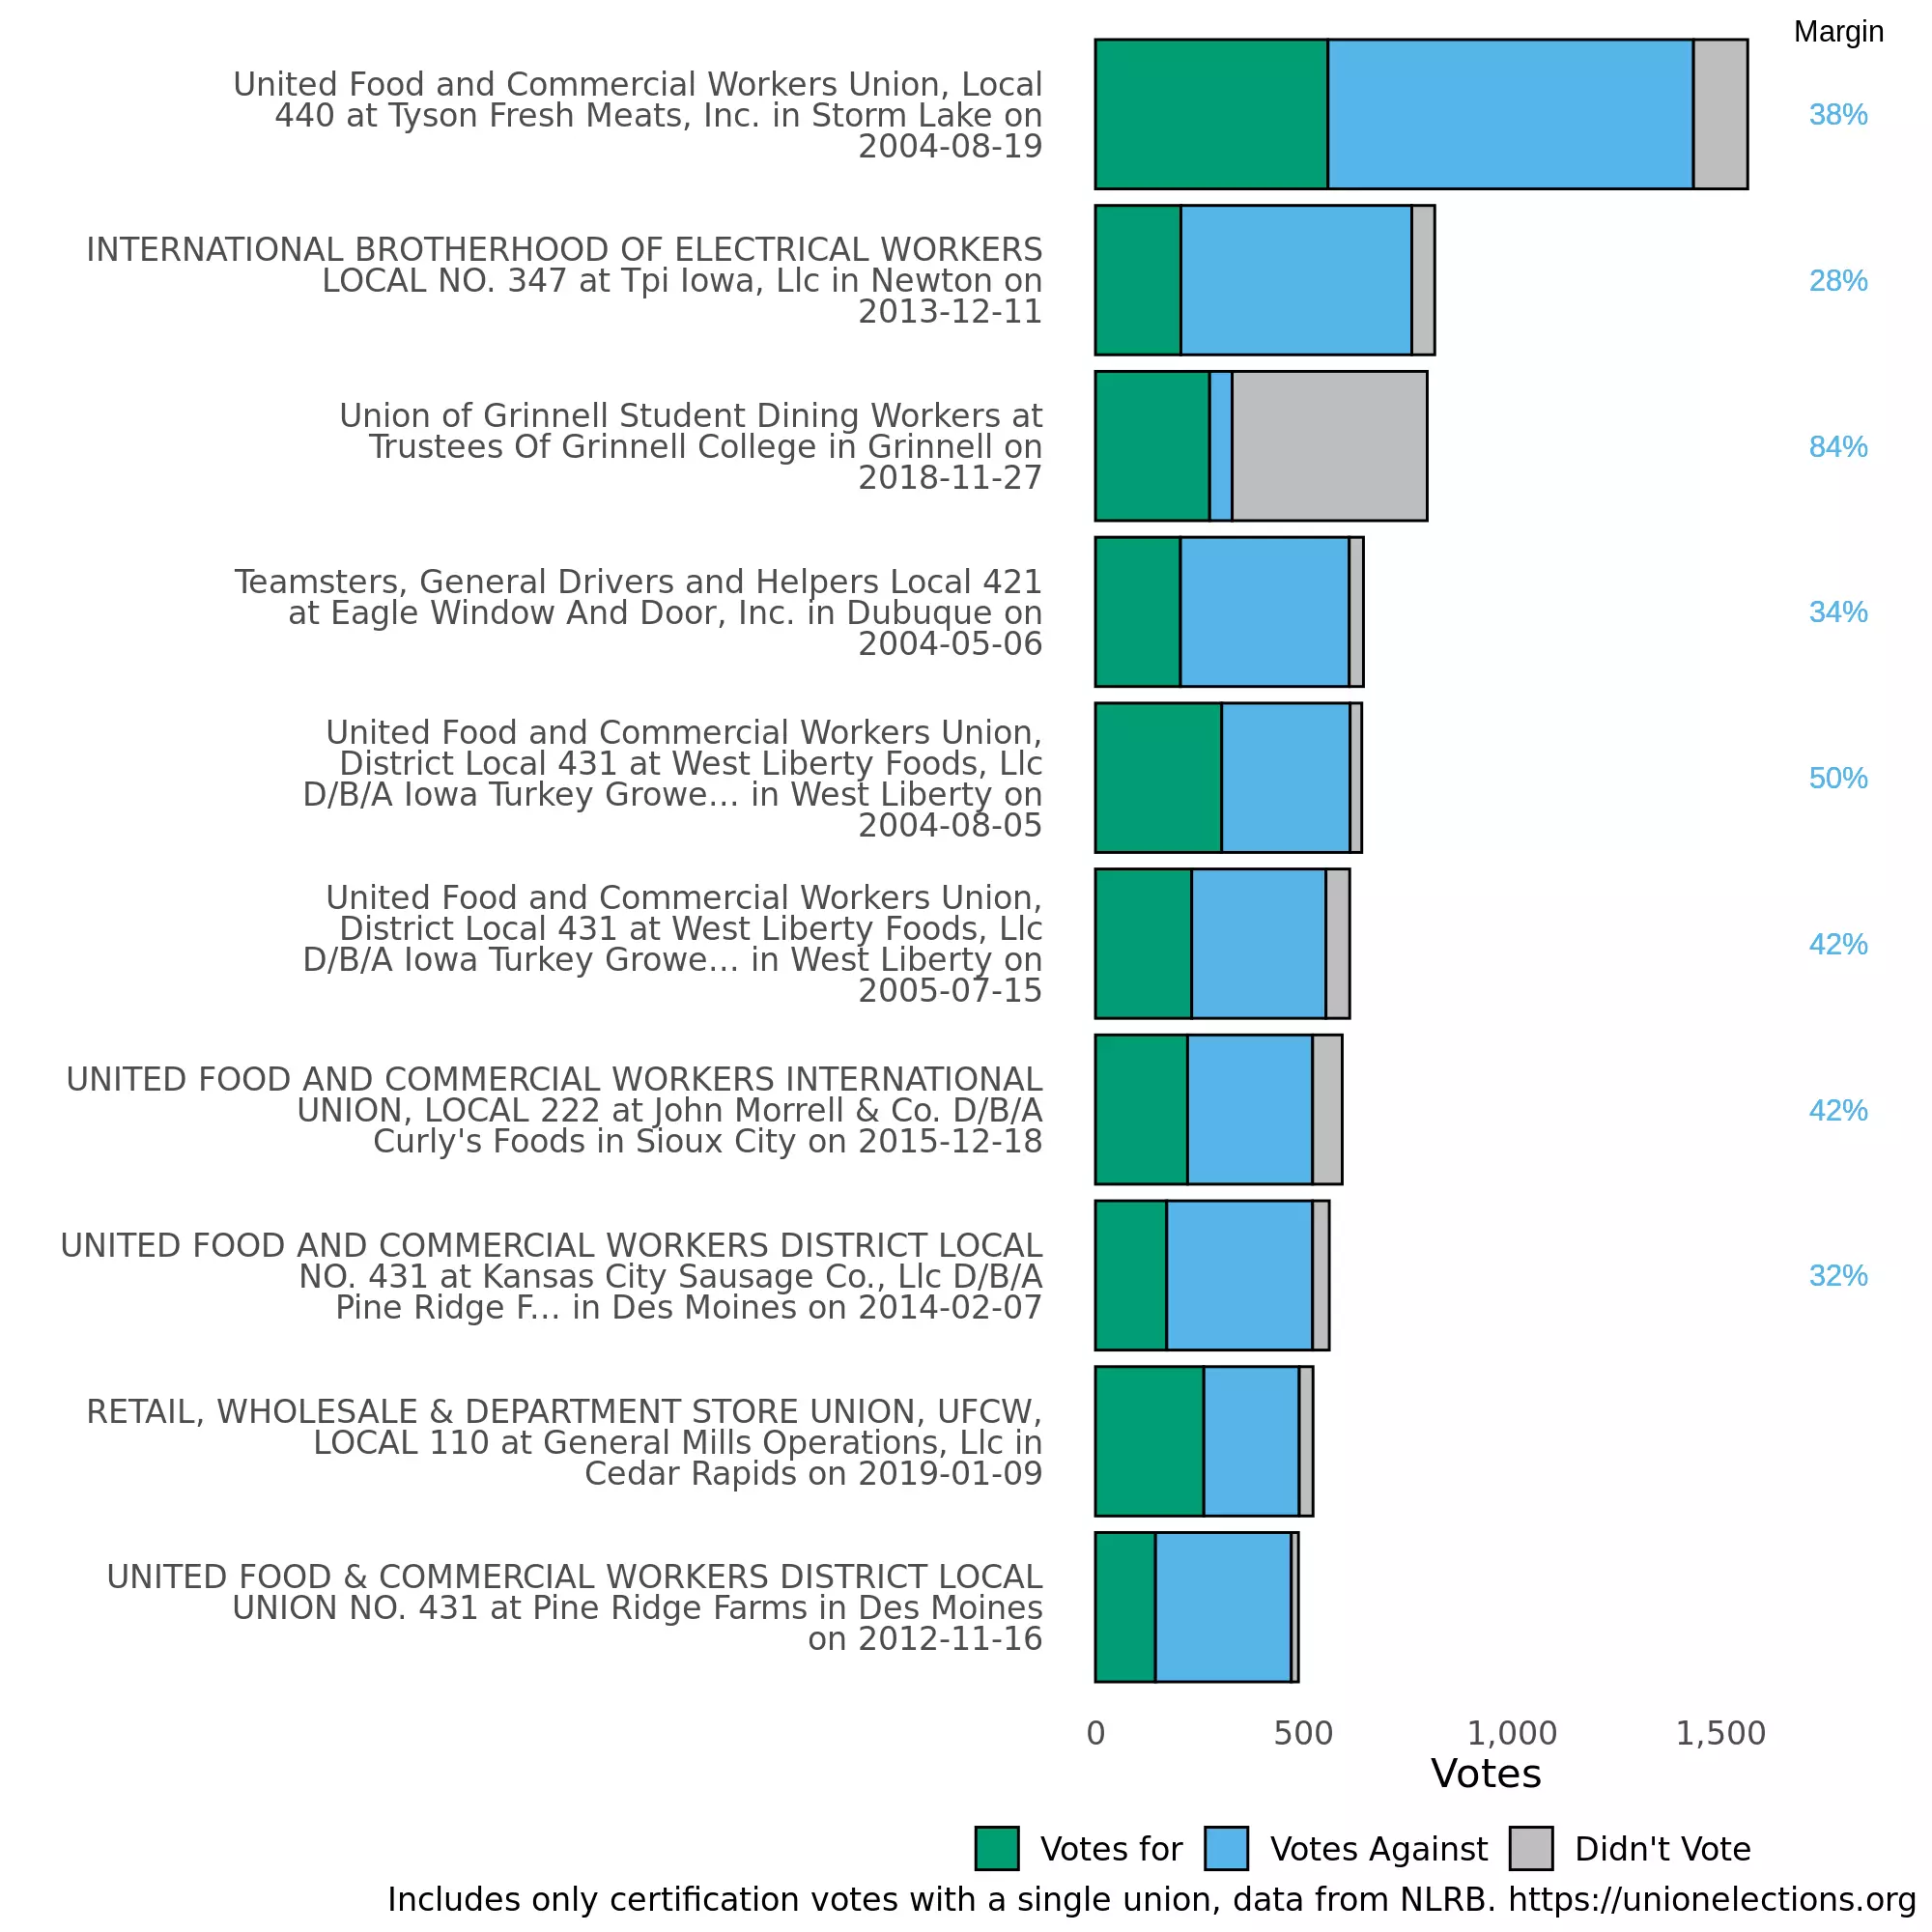 Margin
United Food and Commercial Workers Union, Local
440 at Tyson Fresh Meats, Inc. in Storm Lake on
2004-08-19
38%
INTERNATIONAL BROTHERHOOD OF ELECTRICAL WORKERS
LOCAL NO. 347 at Tpi Iowa, Llc in Newton on
2013-12-11
28%
Union of Grinnell Student Dining Workers at
Trustees Of Grinnell College in Grinnell on
2018-11-27
84%
Teamsters, General Drivers and Helpers Local 421
at Eagle Window And Door, Inc. in Dubuque on
2004-05-06
34%
United Food and Commercial Workers Union,
District Local 431 at West Liberty Foods, Llc
D/B/A Iowa Turkey Growe... in West Liberty on
2004-08-05
50%
United Food and Commercial Workers Union,
District Local 431 at West Liberty Foods, Llc
D/B/A Iowa Turkey Growe... in West Liberty on
2005-07-15
42%
UNITED FOOD AND COMMERCIAL WORKERS INTERNATIONAL
UNION, LOCAL 222 at John Morrell & Co. D/B/A
Curly's Foods in Sioux City on 2015-12-18
42%
UNITED FOOD AND COMMERCIAL WORKERS DISTRICT LOCAL
NO. 431 at Kansas City Sausage Co., Llc D/B/A
Pine Ridge F... in Des Moines on 2014-02-07
32%
RETAIL, WHOLESALE & DEPARTMENT STORE UNION, UFCW,
LOCAL 110 at General Mills Operations, Llc in
Cedar Rapids on 2019-01-09
UNITED FOOD & COMMERCIAL WORKERS DISTRICT LOCAL
UNION NO. 431 at Pine Ridge Farms in Des Moines
on 2012-11-16
0 500 1,000 1,500
Votes
Votes for Votes Against Didn't Vote
Includes only certification votes with a single union, data from NLRB. https://unionelections.org